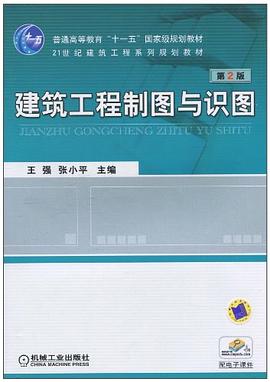 十一五
普通高等教育“十一五”国家级规划教材
21世纪建筑工程系列规划教材
第2版
建筑工程制图与识图
JIANZHU GONGCHENG ZHITU YU SHITU
王 强 张小平 主编
机械工业出版社
CHINA MACHINE PRESS
配电子课件